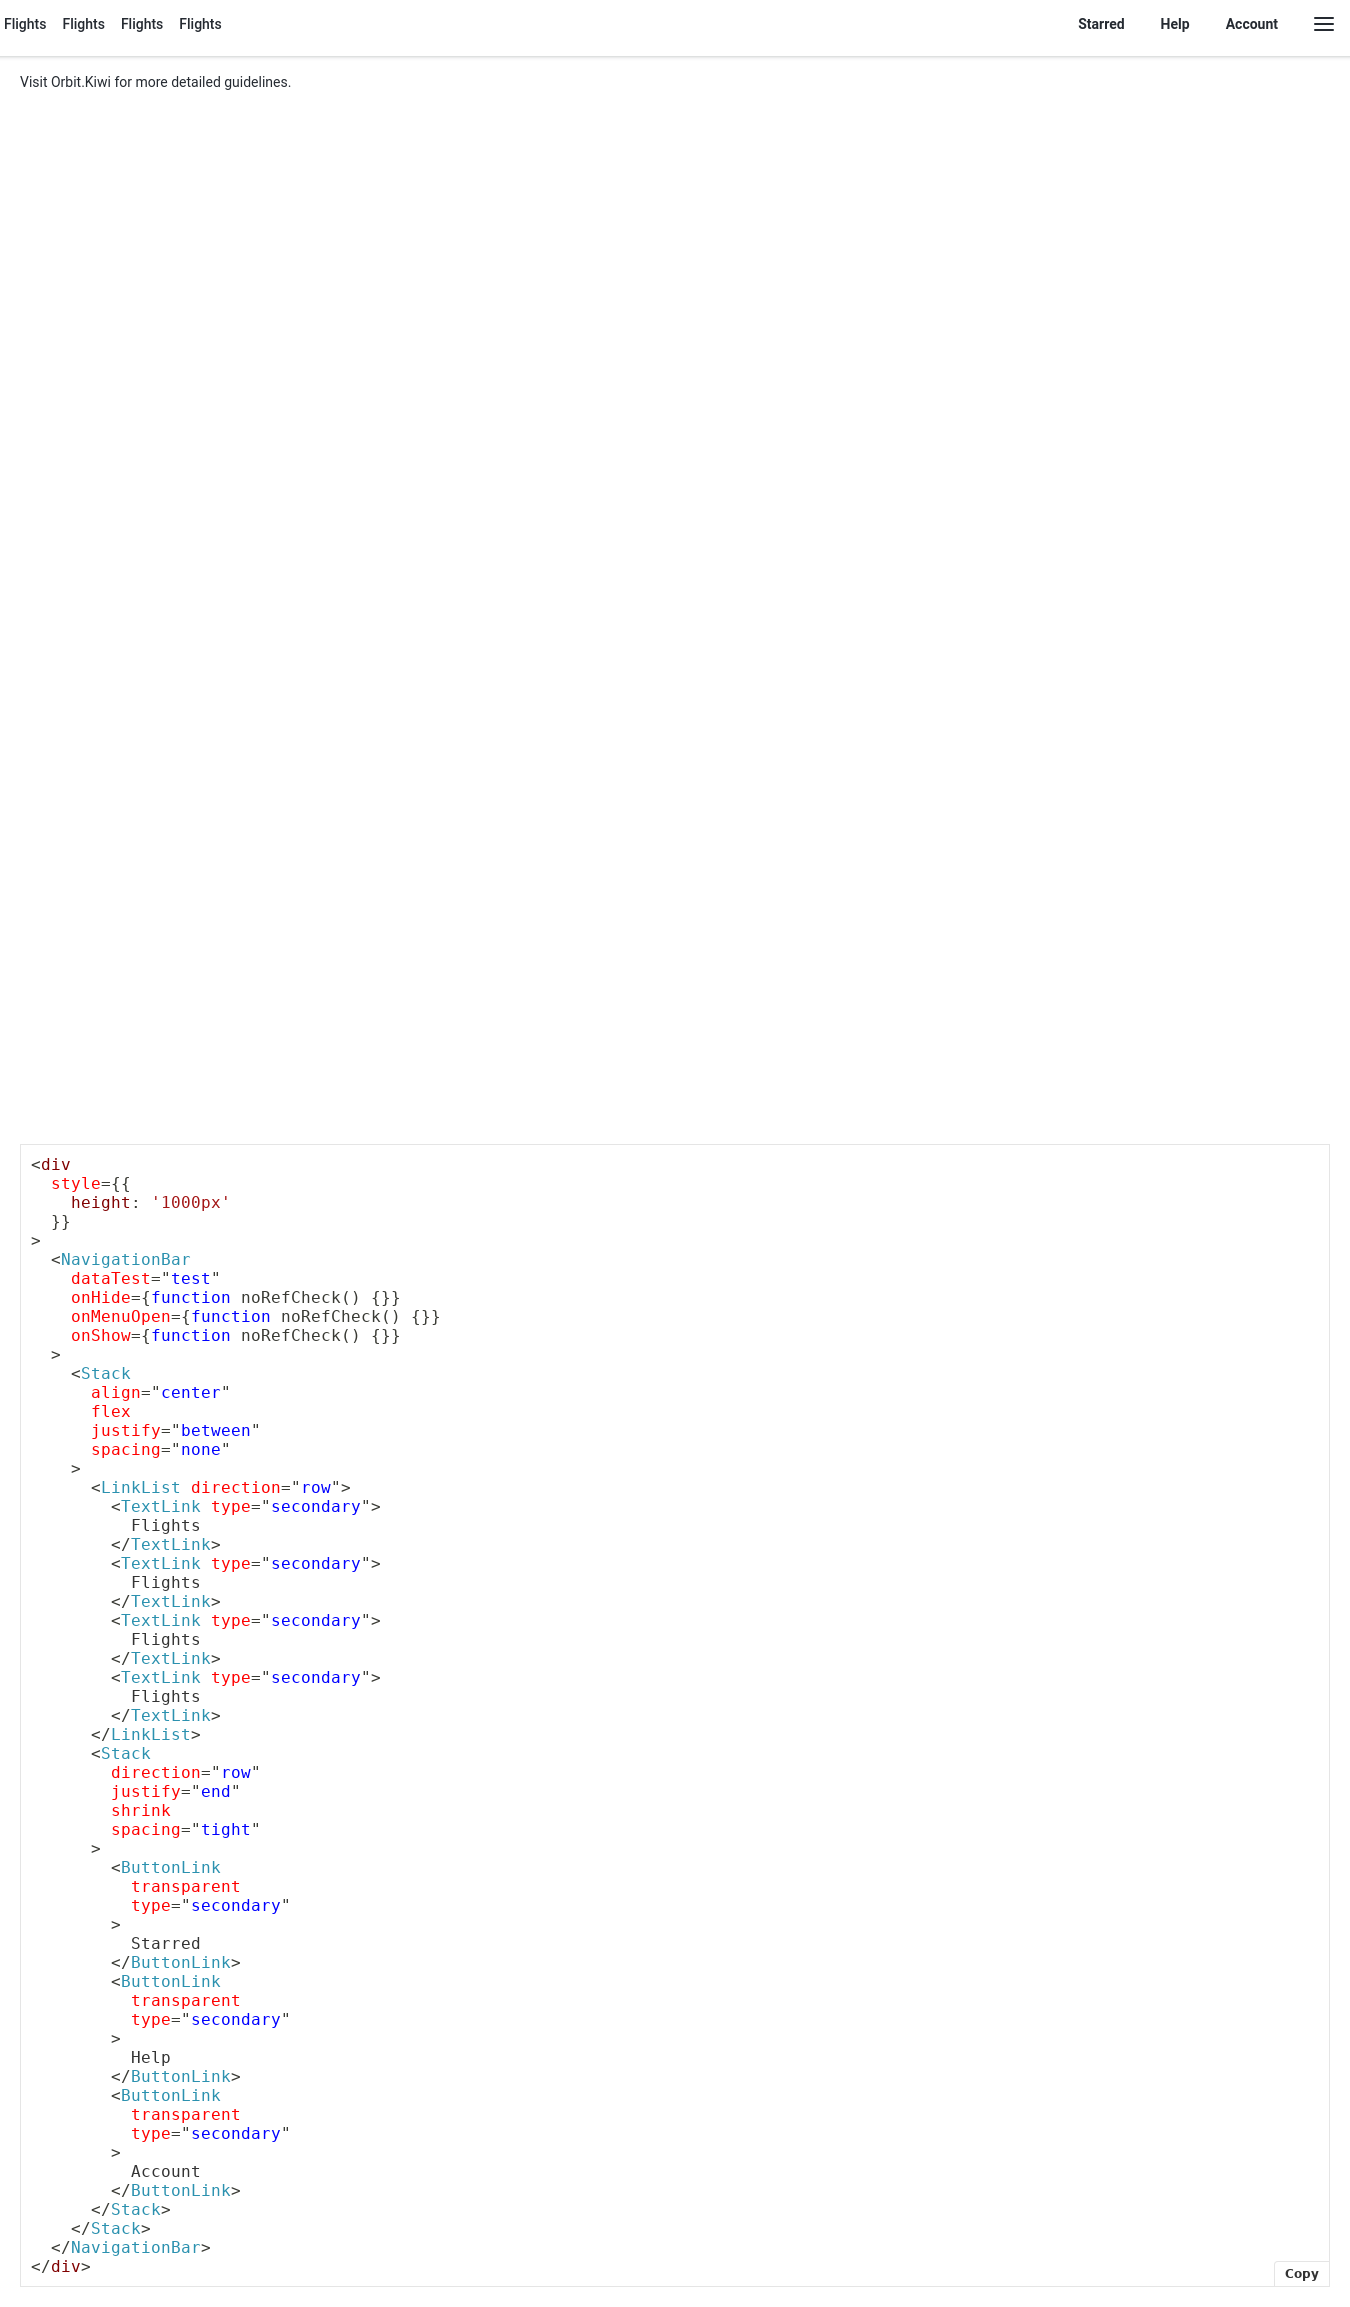 Flights Flights Flights Flights Starred Help Account
Visit Orbit.Kiwi for more detailed guidelines.
<div
  style={{
    height: '1000px'
  }}
>
  <NavigationBar
    dataTest="test"
    onHide={function noRefCheck() {}}
    onMenuOpen={function noRefCheck() {}}
    onShow={function noRefCheck() {}}
  >
    <Stack
      align="center"
      flex
      justify="between"
      spacing="none"
    >
      <LinkList direction="row">
        <TextLink type="secondary">
          Flights
        </TextLink>
        <TextLink type="secondary">
          Flights
        </TextLink>
        <TextLink type="secondary">
          Flights
        </TextLink>
        <TextLink type="secondary">
          Flights
        </TextLink>
      </LinkList>
      <Stack
        direction="row"
        justify="end"
        shrink
        spacing="tight"
      >
        <ButtonLink
          transparent
          type="secondary"
        >
          Starred
        </ButtonLink>
        <ButtonLink
          transparent
          type="secondary"
        >
          Help
        </ButtonLink>
        <ButtonLink
          transparent
          type="secondary"
        >
          Account
        </ButtonLink>
      </Stack>
    </Stack>
  </NavigationBar>
</div>
Copy